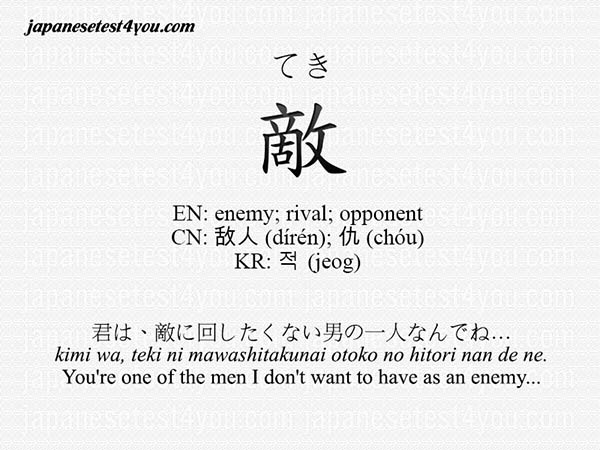 japanesetest4you.com
てき
敵
EN: enemy; rival; opponent
CN: 敌人 (dírén); 仇 (chóu)
KR: 적 (jeog)
君は、敵に回したくない男の一人なんでね…
kimi wa, teki ni mawashitakunai otoko no hitori nan de ne.
You're one of the men I don't want to have as an enemy...